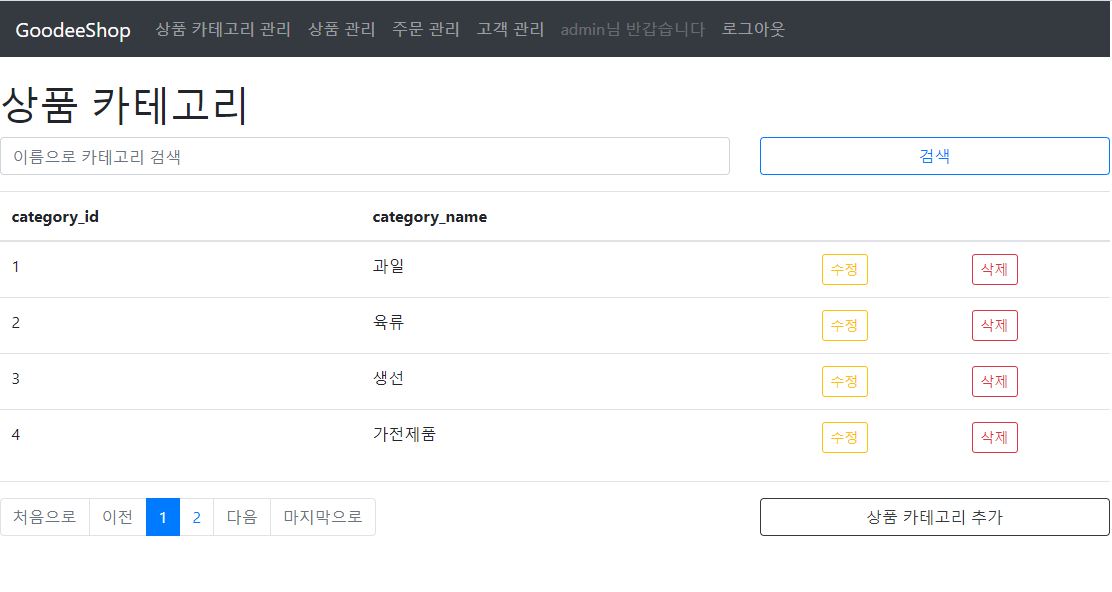 GoodeeShop 상품 카테고리 관리 상품 관리 주문 관리 고객 관리 admin님 반갑습니다 로그아웃
상품 카테고리
이름으로 카테고리 검색 검색
category_id category_name
1 과일 수정 삭제
2 육류 수정 삭제
3 생선 수정 삭제
4 가전제품 수정 삭제
처음으로 이전 1 2 다음 마지막으로 상품 카테고리 추가